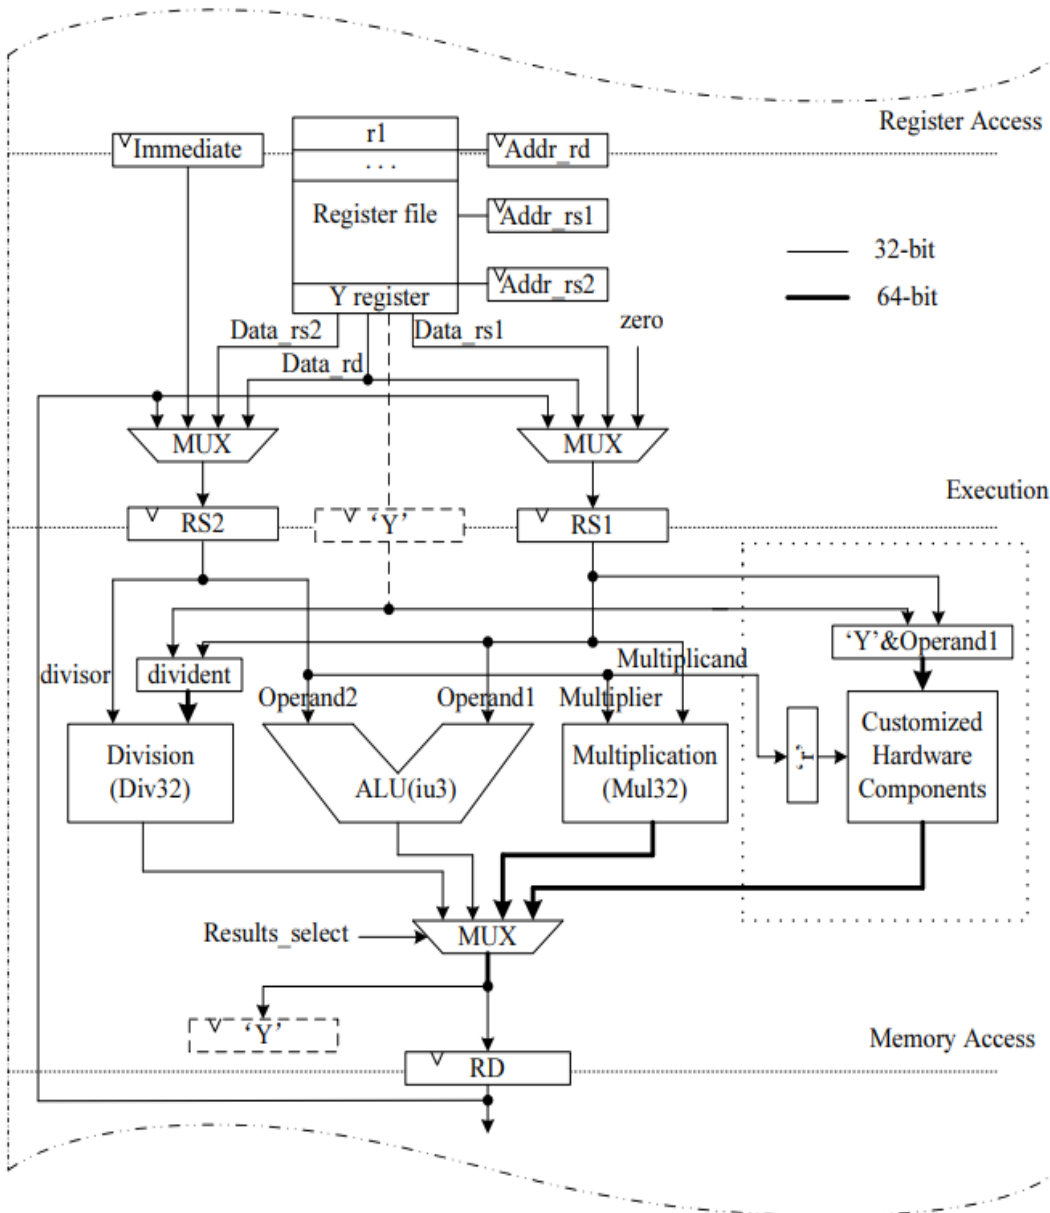 Register Access
Immediate
r1
. . .
Addr_rd
Register file
Addr_rs1
Addr_rs2
Y register
32-bit
64-bit
Data_rs2
Data_rs1
zero
Data_rd
MUX
MUX
Execution
RS2
‘Y’
RS1
‘Y’&Operand1
divisor
divident
Multiplicand
Operand2
Operand1
Multiplier
Division
(Div32)
ALU(iu3)
Multiplication
(Mul32)
‘r’
Customized
Hardware
Components
Results_select
MUX
‘Y’
Memory Access
RD